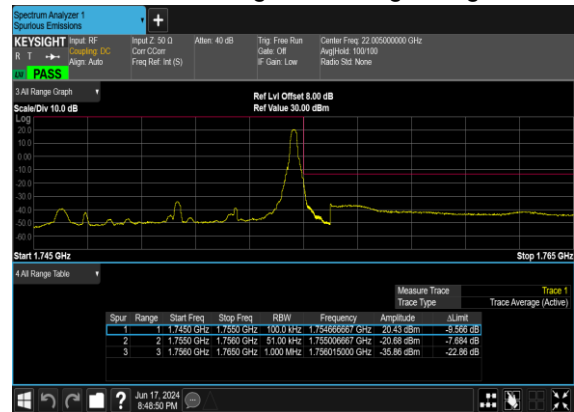 Spectrum Analyzer 1
Spurious Emissions
+
KEYSIGHT
R T
PASS
Input: RF
Coupling: DC
Align: Auto
Input Z: 50 Ω
Corr CCorr
Freq Ref: Int (S)
Atten: 40 dB
Trig: Free Run
Gate: Off
IF Gain: Low
Center Freq: 22.005000000 GHz
Avg|Hold: 100/100
Radio Std: None
3 All Range Graph
Scale/Div 10.0 dB
Ref Lvl Offset 8.00 dB
Ref Value 30.00 dBm
Log
20.0
10.0
0.00
-10.0
-20.0
-30.0
-40.0
-50.0
-60.0
Start 1.745 GHz
Stop 1.765 GHz
4 All Range Table
Measure Trace Trace 1
Trace Type Trace Average (Active)
Spur Range Start Freq Stop Freq RBW Frequency Amplitude ΔLimit
1 1 1.7450 GHz 1.7550 GHz 100.0 kHz 1.754666667 GHz 20.43 dBm -9.566 dB
2 2 1.7550 GHz 1.7560 GHz 51.00 kHz 1.755006667 GHz -20.68 dBm -7.684 dB
3 3 1.7560 GHz 1.7650 GHz 1.000 MHz 1.756015000 GHz -35.86 dBm -22.86 dB
?
Jun 17, 2024
8:48:50 PM